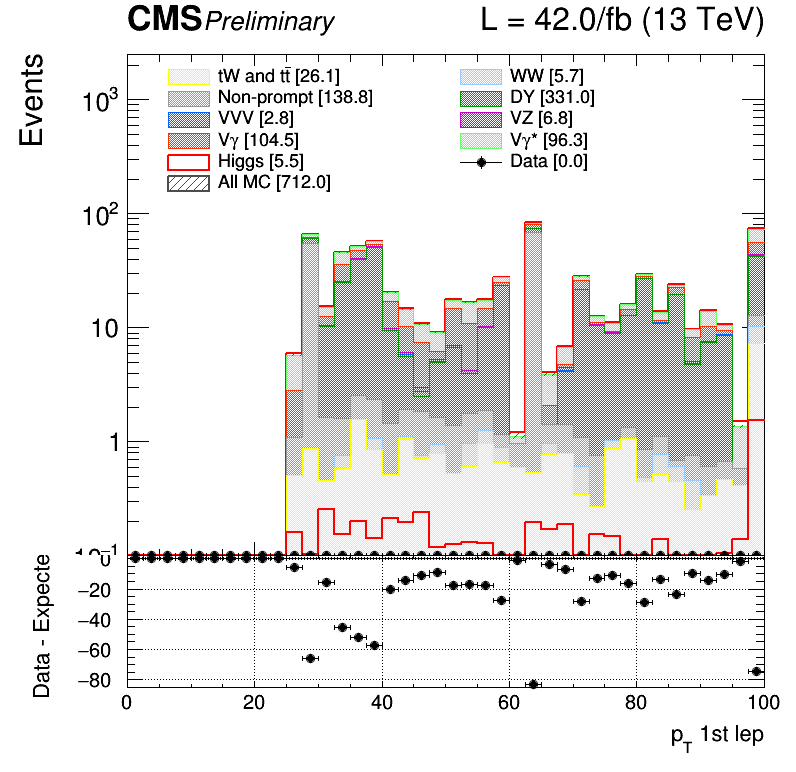 CMS Preliminary L = 42.0/fb (13 TeV)
Events
tW and tt̄ [26.1] WW [5.7]
Non-prompt [138.8] DY [331.0]
VVV [2.8] VZ [6.8]
Vγ [104.5] Vγ* [96.3]
Higgs [5.5] Data [0.0]
All MC [712.0]
10³
10²
10
1
Data - Expecte
0
−20
−40
−60
−80
0 20 40 60 80 100
p_T 1st lep